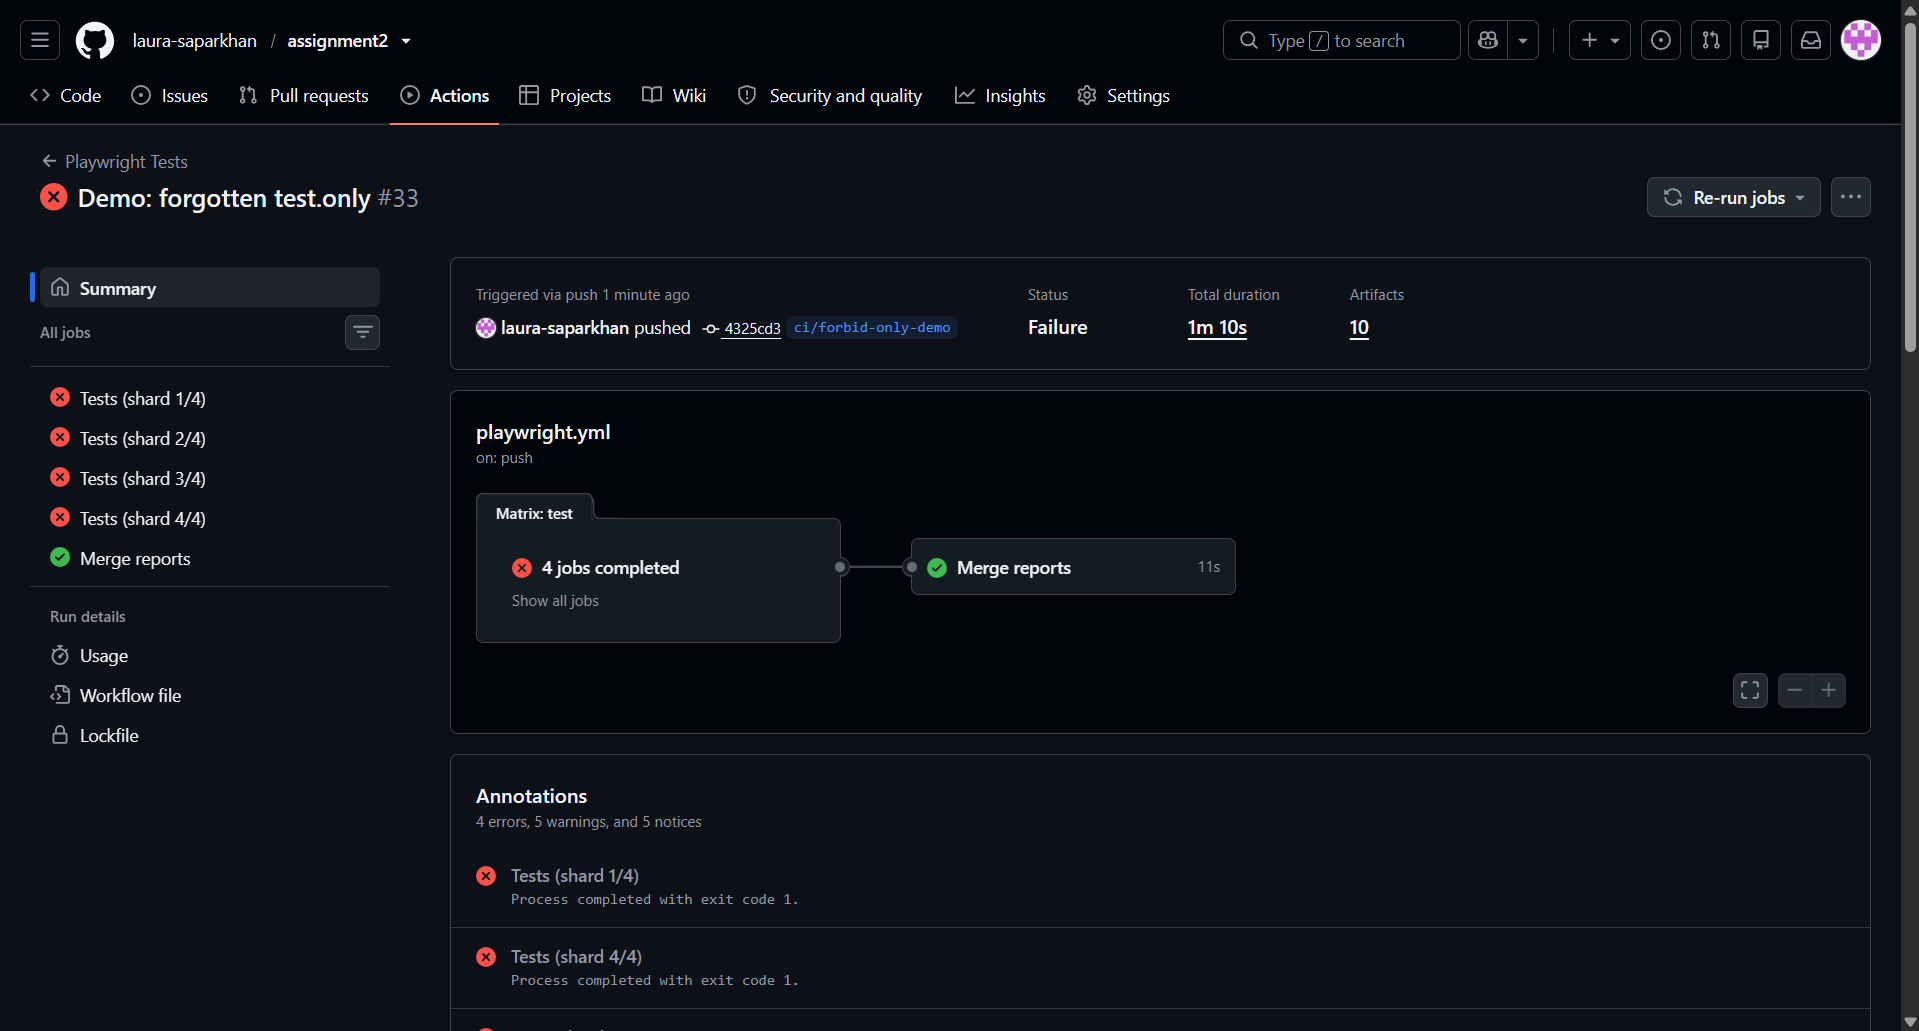 laura-saparkhan / assignment2
Type / to search
Code Issues Pull requests Actions Projects Wiki Security and quality Insights Settings
Playwright Tests
Demo: forgotten test.only #33
Re-run jobs
Summary
All jobs
Tests (shard 1/4)
Tests (shard 2/4)
Tests (shard 3/4)
Tests (shard 4/4)
Merge reports
Run details
Usage
Workflow file
Lockfile
Triggered via push 1 minute ago
laura-saparkhan pushed 4325cd3 ci/forbid-only-demo
Status
Failure
Total duration
1m 10s
Artifacts
10
playwright.yml
on: push
Matrix: test
4 jobs completed
Show all jobs
Merge reports 11s
Annotations
4 errors, 5 warnings, and 5 notices
Tests (shard 1/4)
Process completed with exit code 1.
Tests (shard 4/4)
Process completed with exit code 1.